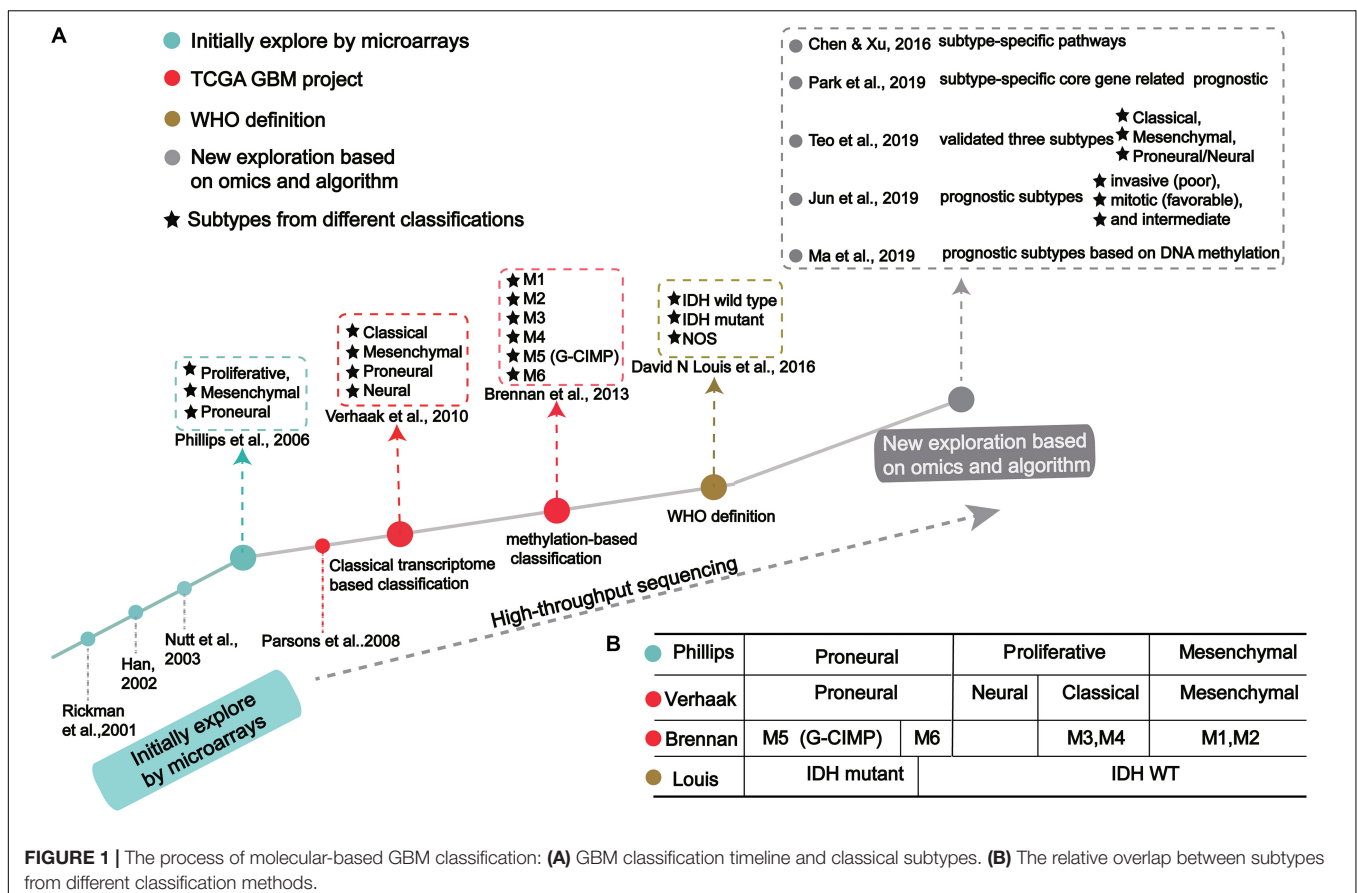 A
Initially explore by microarrays
TCGA GBM project
WHO definition
New exploration based
on omics and algorithm
Subtypes from different classifications
Chen & Xu, 2016 subtype-specific pathways
Park et al., 2019 subtype-specific core gene related prognostic
Teo et al., 2019 validated three subtypes
Classical,
Mesenchymal,
Proneural/Neural
Jun et al., 2019 prognostic subtypes
invasive (poor),
mitotic (favorable),
and intermediate
Ma et al., 2019 prognostic subtypes based on DNA methylation
Proliferative,
Mesenchymal
Proneural
Phillips et al., 2006
Classical
Mesenchymal
Proneural
Neural
Verhaak et al., 2010
M1
M2
M3
M4
M5 (G-CIMP)
M6
Brennan et al., 2013
IDH wild type
IDH mutant
NOS
David N Louis et al., 2016
New exploration based
on omics and algorithm
WHO definition
methylation-based
classification
Classical transcriptome
based classification
High-throughput sequencing
Parsons et al..2008
Nutt et al.,
2003
Han,
2002
Rickman
et al.,2001
Initially explore
by microarrays
B
Phillips Proneural Proliferative Mesenchymal
Verhaak Proneural Neural Classical Mesenchymal
Brennan M5 (G-CIMP) M6 M3,M4 M1,M2
Louis IDH mutant IDH WT
FIGURE 1 | The process of molecular-based GBM classification: (A) GBM classification timeline and classical subtypes. (B) The relative overlap between subtypes
from different classification methods.